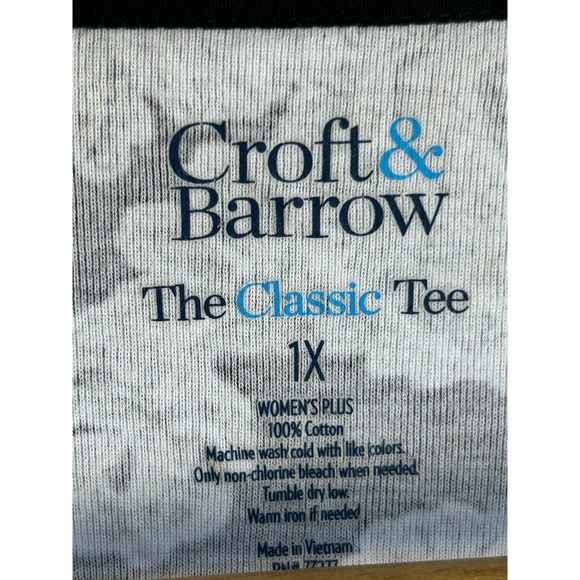 Croft&
Barrow
The Classic Tee
1X
WOMEN'S PLUS
100% Cotton
Machine wash cold with like colors.
Only non-chlorine bleach when needed.
Tumble dry low.
Warm iron if needed
Made in Vietnam
RN#